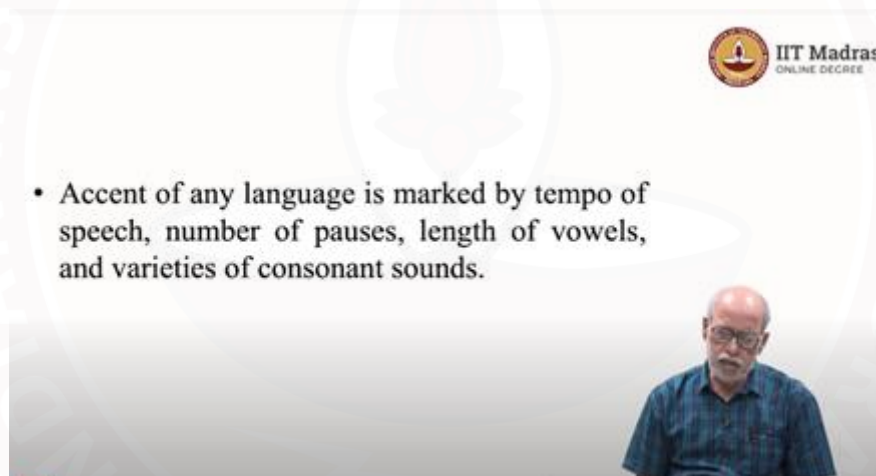 IIT Madras
ONLINE DEGREE
• Accent of any language is marked by tempo of
speech, number of pauses, length of vowels,
and varieties of consonant sounds.